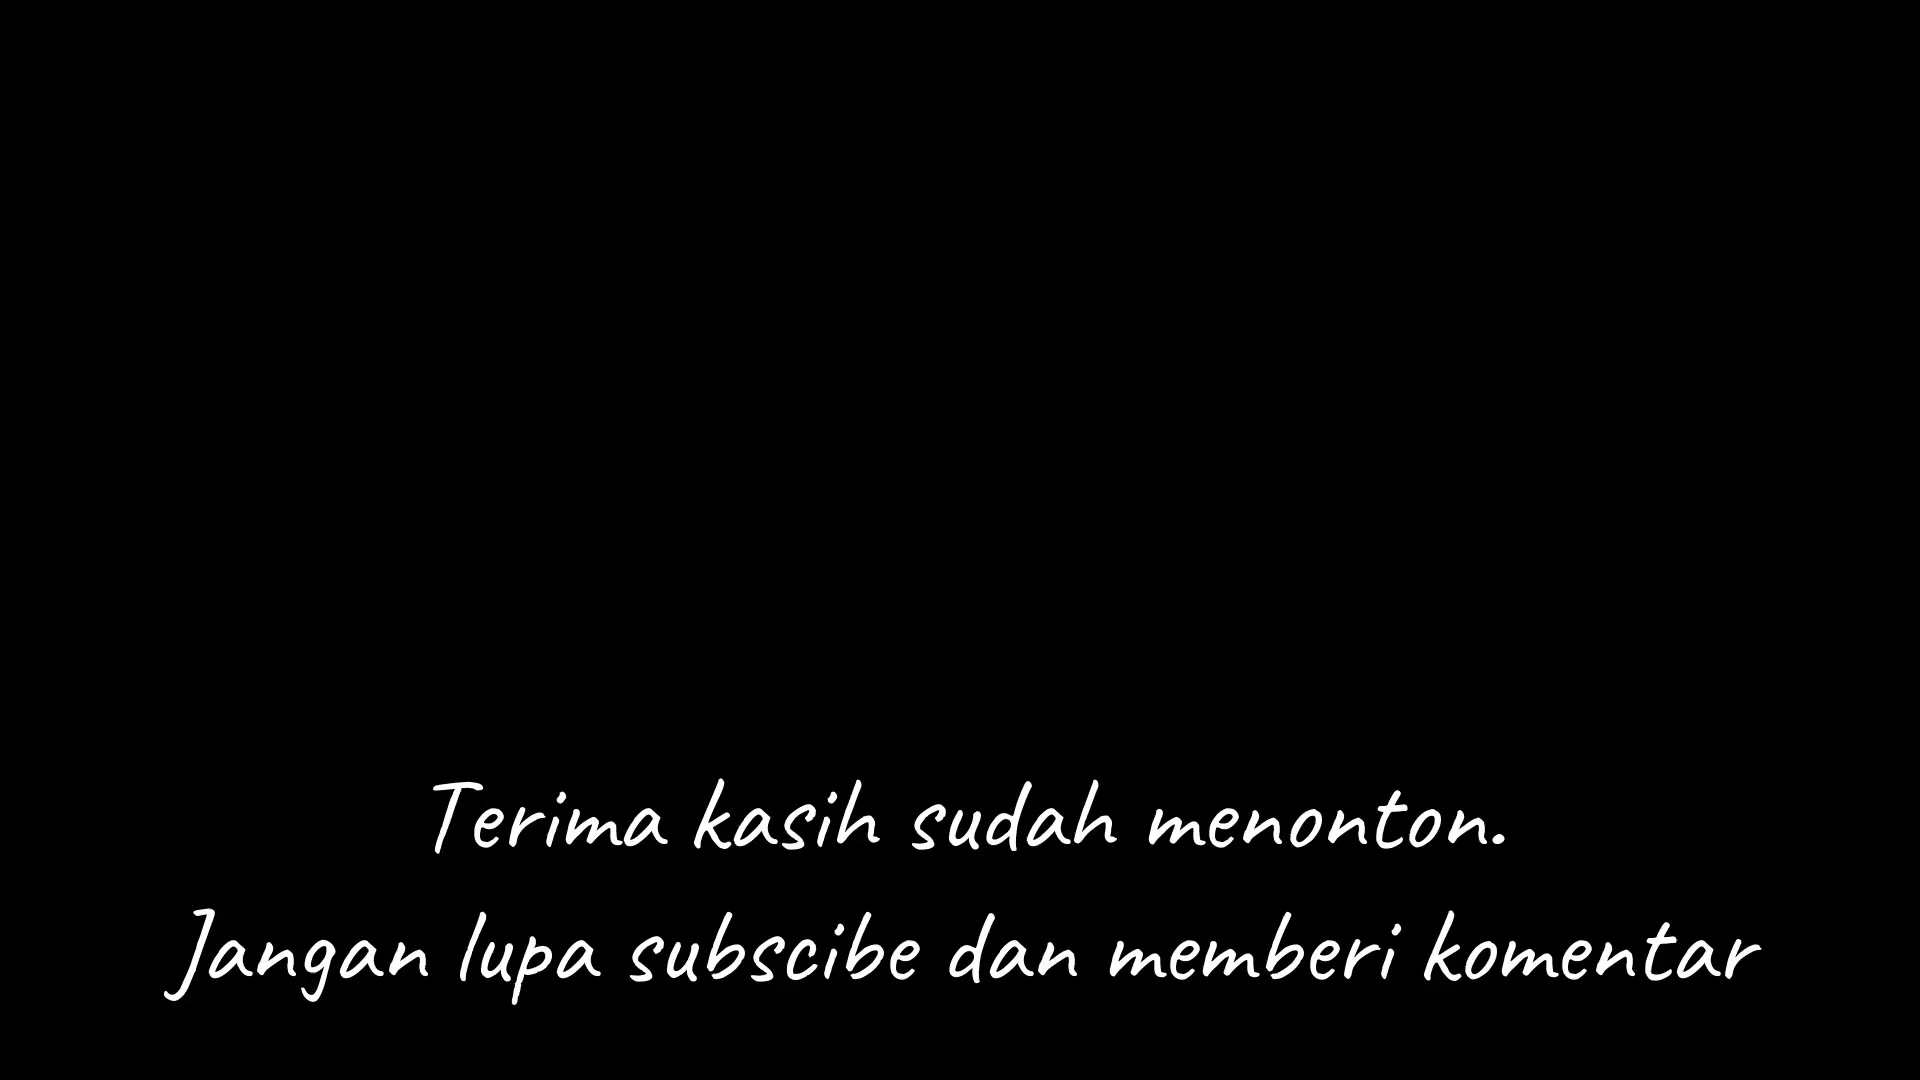 Terima kasih sudah menonton.
Jangan lupa subscibe dan memberi komentar